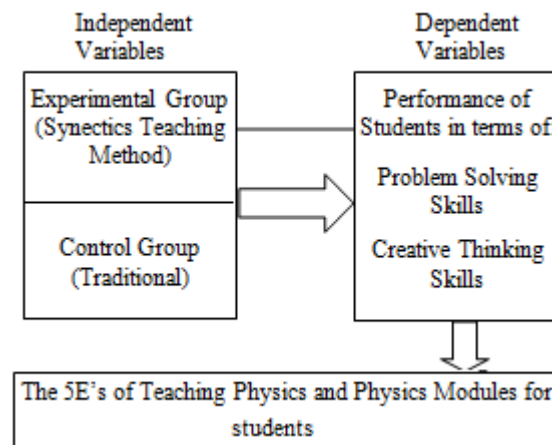 Independent
Variables
Experimental Group
(Synectics Teaching
Method)
Control Group
(Traditional)
Dependent
Variables
Performance of
Students in terms of
Problem Solving
Skills
Creative Thinking
Skills
The 5E's of Teaching Physics and Physics Modules for
students